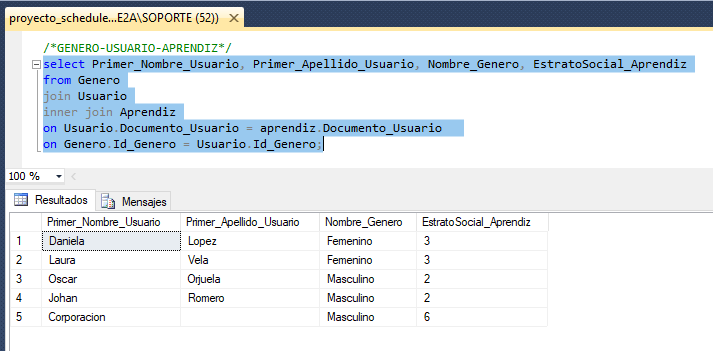 proyecto_schedule...E2A\SOPORTE (52))
/*GENERO-USUARIO-APRENDIZ*/
select Primer_Nombre_Usuario, Primer_Apellido_Usuario, Nombre_Genero, EstratoSocial_Aprendiz
from Genero
join Usuario
inner join Aprendiz
on Usuario.Documento_Usuario = aprendiz.Documento_Usuario
on Genero.Id_Genero = Usuario.Id_Genero;
100 %
Resultados Mensajes
Primer_Nombre_Usuario Primer_Apellido_Usuario Nombre_Genero EstratoSocial_Aprendiz
1 Daniela Lopez Femenino 3
2 Laura Vela Femenino 3
3 Oscar Orjuela Masculino 2
4 Johan Romero Masculino 2
5 Corporacion Masculino 6